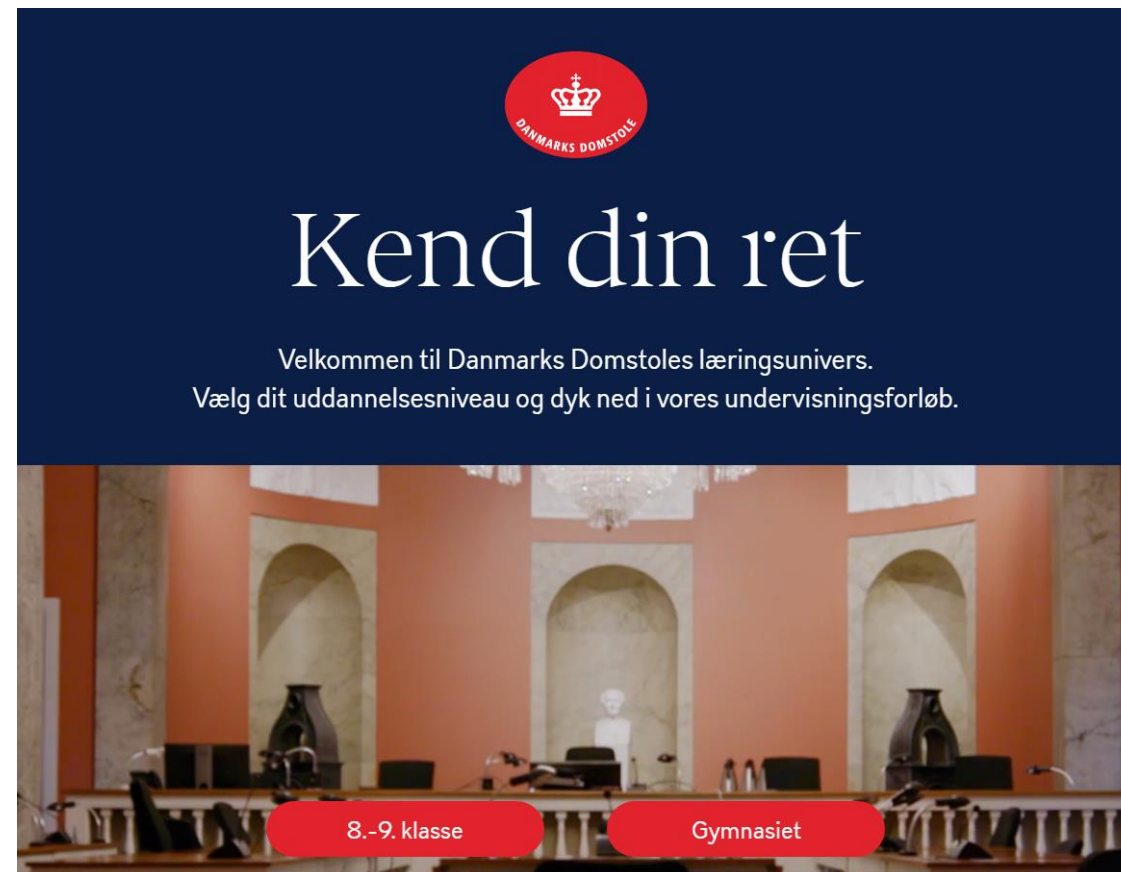 DANMARKS DOMSTOLE
Kend din ret
Velkommen til Danmarks Domstoles læringsunivers.
Vælg dit uddannelsesniveau og dyk ned i vores undervisningsforløb.
8.-9. klasse
Gymnasiet